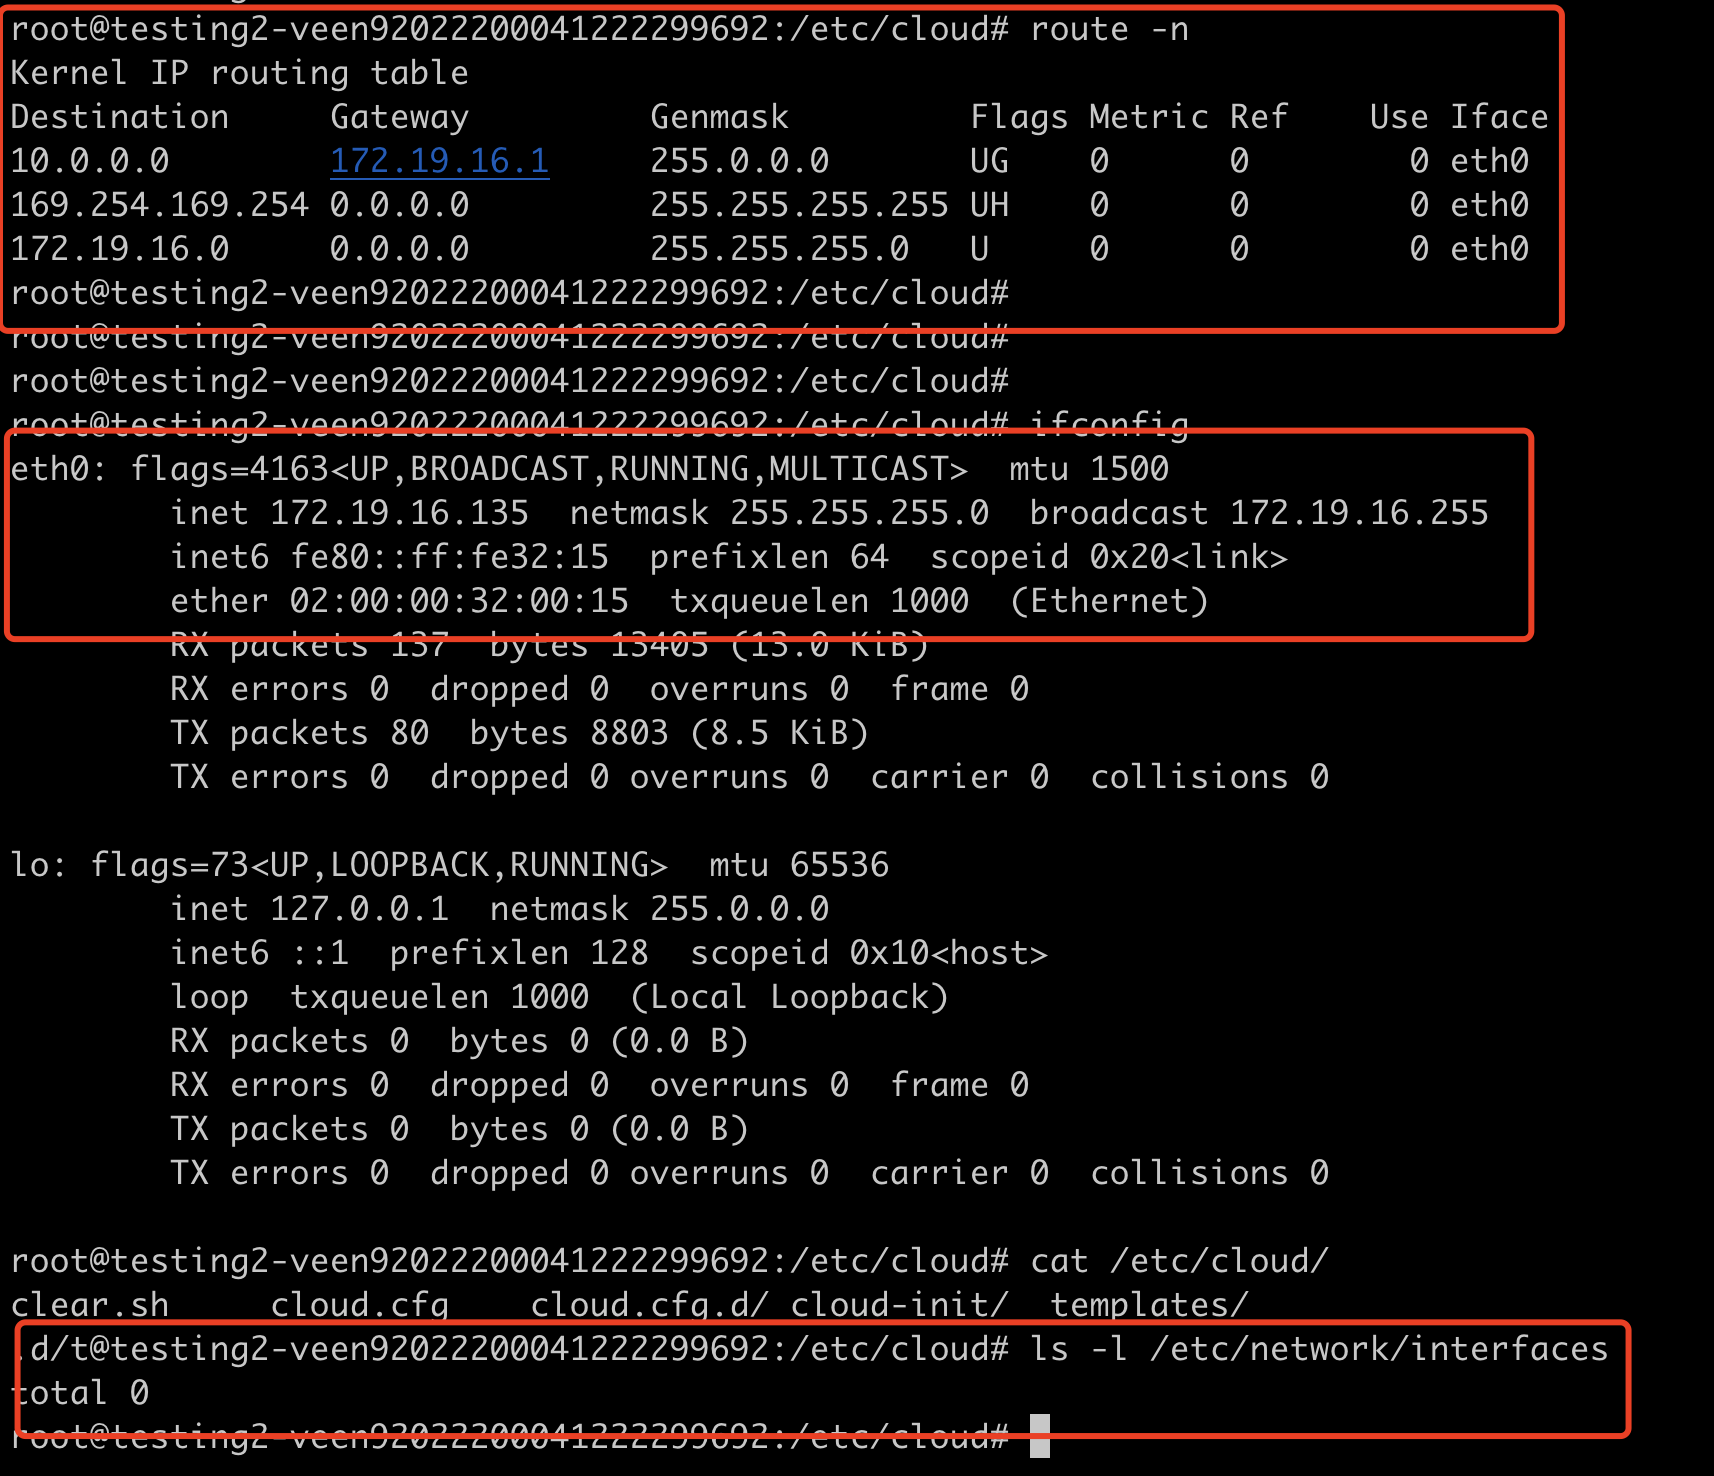 root@testing2-veen92022200041222299692:/etc/cloud# route -n
Kernel IP routing table
Destination     Gateway         Genmask         Flags Metric Ref    Use Iface
10.0.0.0        172.19.16.1     255.0.0.0       UG    0      0        0 eth0
169.254.169.254 0.0.0.0         255.255.255.255 UH    0      0        0 eth0
172.19.16.0     0.0.0.0         255.255.255.0   U     0      0        0 eth0
root@testing2-veen92022200041222299692:/etc/cloud#
root@testing2-veen92022200041222299692:/etc/cloud#
root@testing2-veen92022200041222299692:/etc/cloud#
root@testing2-veen92022200041222299692:/etc/cloud# ifconfig
eth0: flags=4163<UP,BROADCAST,RUNNING,MULTICAST>  mtu 1500
        inet 172.19.16.135  netmask 255.255.255.0  broadcast 172.19.16.255
        inet6 fe80::ff:fe32:15  prefixlen 64  scopeid 0x20<link>
        ether 02:00:00:32:00:15  txqueuelen 1000  (Ethernet)
        RX packets 137  bytes 13405 (13.0 KiB)
        RX errors 0  dropped 0  overruns 0  frame 0
        TX packets 80  bytes 8803 (8.5 KiB)
        TX errors 0  dropped 0 overruns 0  carrier 0  collisions 0
lo: flags=73<UP,LOOPBACK,RUNNING>  mtu 65536
        inet 127.0.0.1  netmask 255.0.0.0
        inet6 ::1  prefixlen 128  scopeid 0x10<host>
        loop  txqueuelen 1000  (Local Loopback)
        RX packets 0  bytes 0 (0.0 B)
        RX errors 0  dropped 0  overruns 0  frame 0
        TX packets 0  bytes 0 (0.0 B)
        TX errors 0  dropped 0 overruns 0  carrier 0  collisions 0
root@testing2-veen92022200041222299692:/etc/cloud# cat /etc/cloud/
clear.sh     cloud.cfg    cloud.cfg.d/ cloud-init/  templates/
.d/t@testing2-veen92022200041222299692:/etc/cloud# ls -l /etc/network/interfaces
total 0
root@testing2-veen92022200041222299692:/etc/cloud#